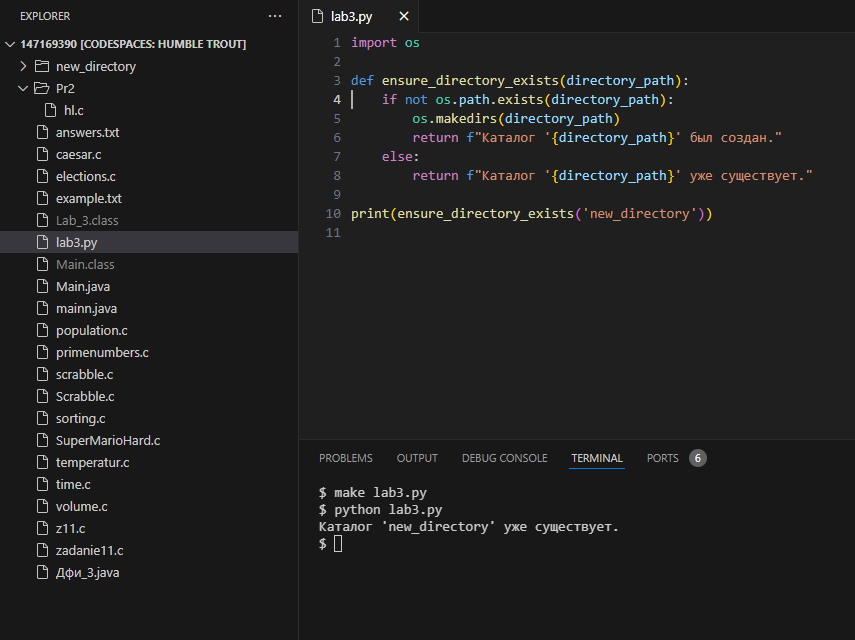 EXPLORER ...
147169390 [CODESPACES: HUMBLE TROUT]
new_directory
Pr2
hl.c
answers.txt
caesar.c
elections.c
example.txt
Lab_3.class
lab3.py
Main.class
Main.java
mainn.java
population.c
primenumbers.c
scrabble.c
Scrabble.c
sorting.c
SuperMarioHard.c
temperatur.c
time.c
volume.c
z11.c
zadanie11.c
Дфи_3.java
lab3.py
1 import os
2
3 def ensure_directory_exists(directory_path):
4     if not os.path.exists(directory_path):
5         os.makedirs(directory_path)
6         return f"Каталог '{directory_path}' был создан."
7     else:
8         return f"Каталог '{directory_path}' уже существует."
9
10 print(ensure_directory_exists('new_directory'))
11
PROBLEMS OUTPUT DEBUG CONSOLE TERMINAL PORTS 6
$ make lab3.py
$ python lab3.py
Каталог 'new_directory' уже существует.
$